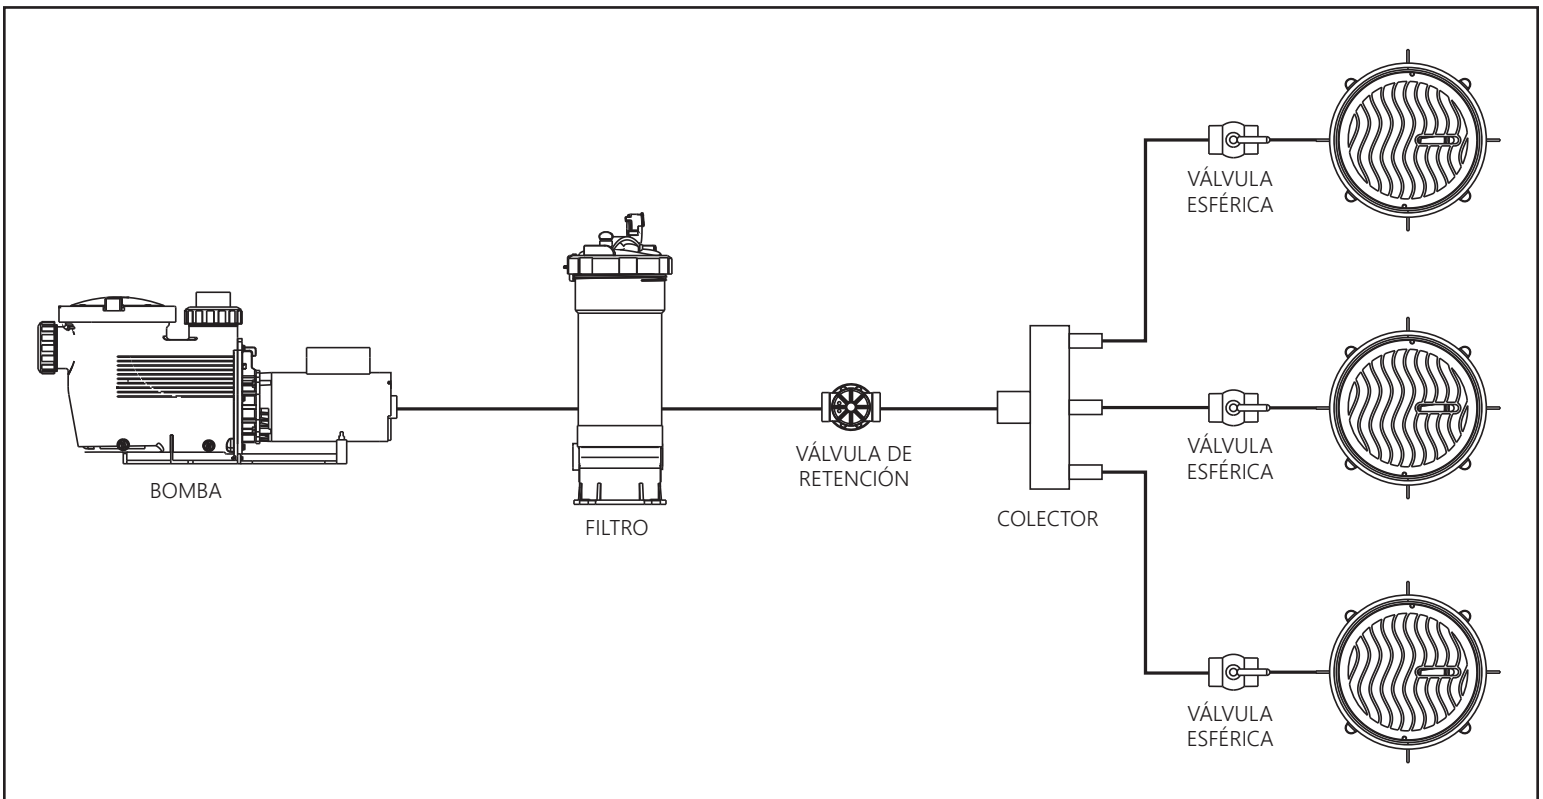 BOMBA
FILTRO
VÁLVULA DE
RETENCIÓN
COLECTOR
VÁLVULA
ESFÉRICA
VÁLVULA
ESFÉRICA
VÁLVULA
ESFÉRICA